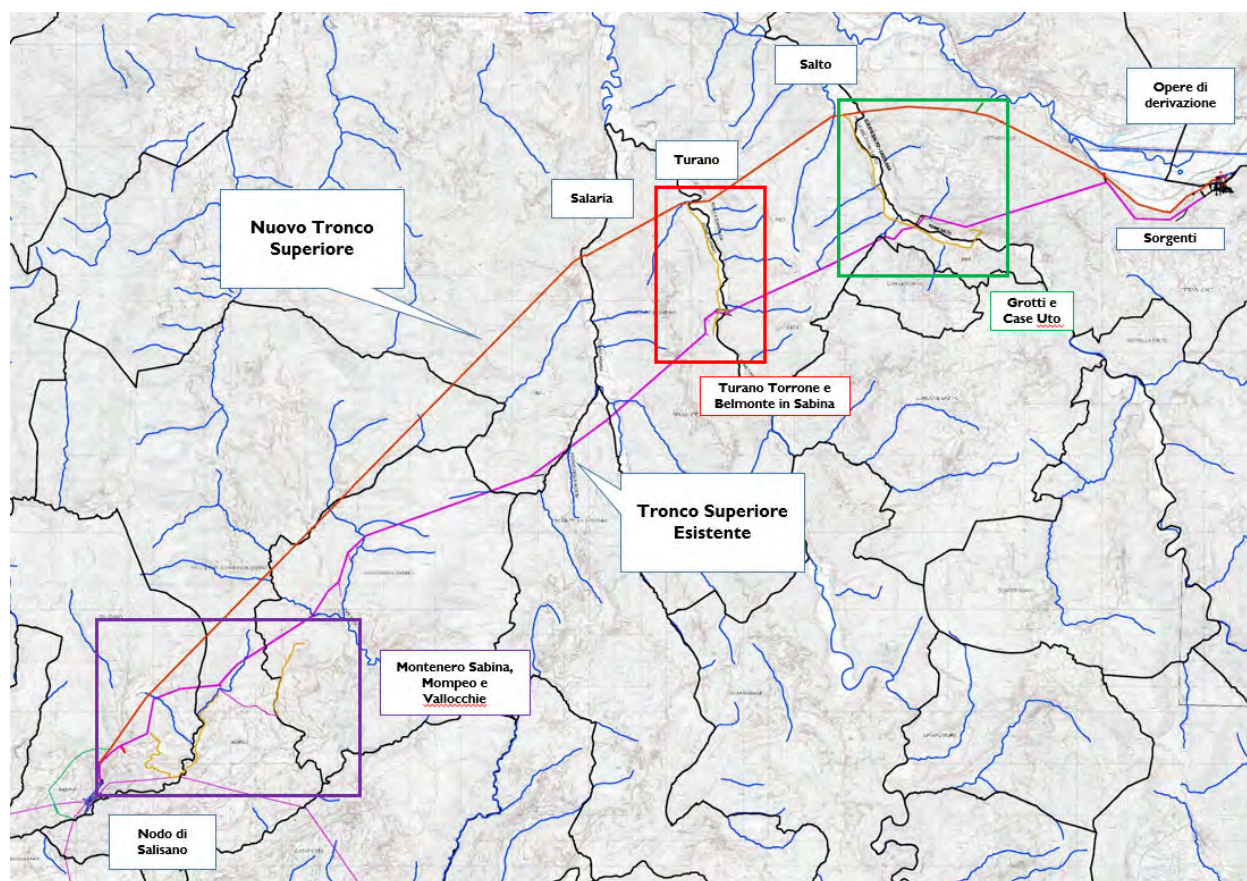 Salto
Opere di
derivazione
Turano
Salaria
Nuovo Tronco
Superiore
Sorgenti
Grotti e
Case Uto
Turano Torrone e
Belmonte in Sabina
Tronco Superiore
Esistente
Montenero Sabina,
Mompeo e
Vallocchie
Nodo di
Salisano